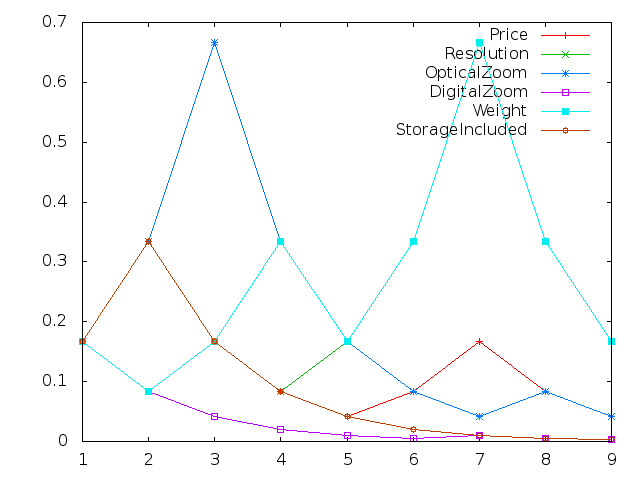 0.7
0.6
0.5
0.4
0.3
0.2
0.1
0
1 2 3 4 5 6 7 8 9
Price
Resolution
OpticalZoom
DigitalZoom
Weight
StorageIncluded